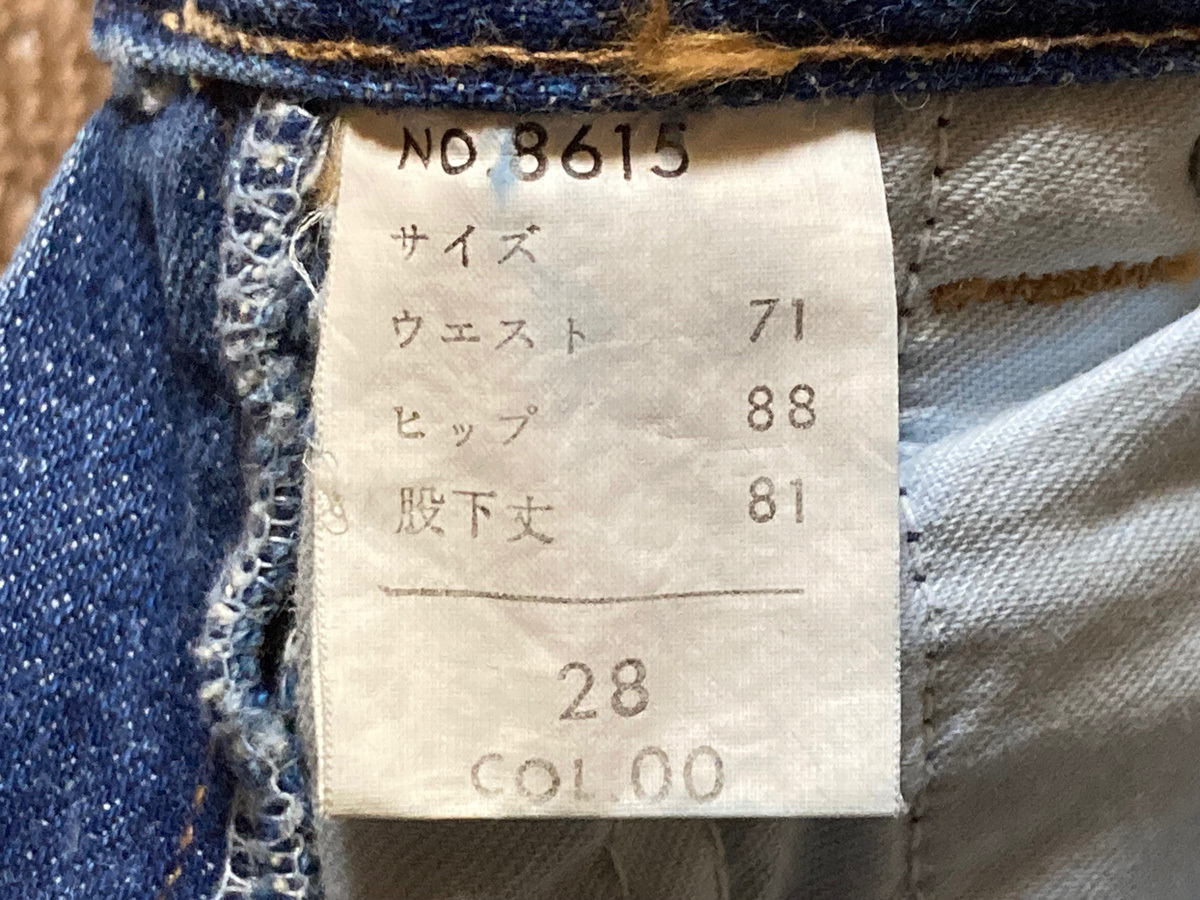 NO.8615
サイズ
ウエスト 71
ヒップ 88
股下丈 81
28
COL.00